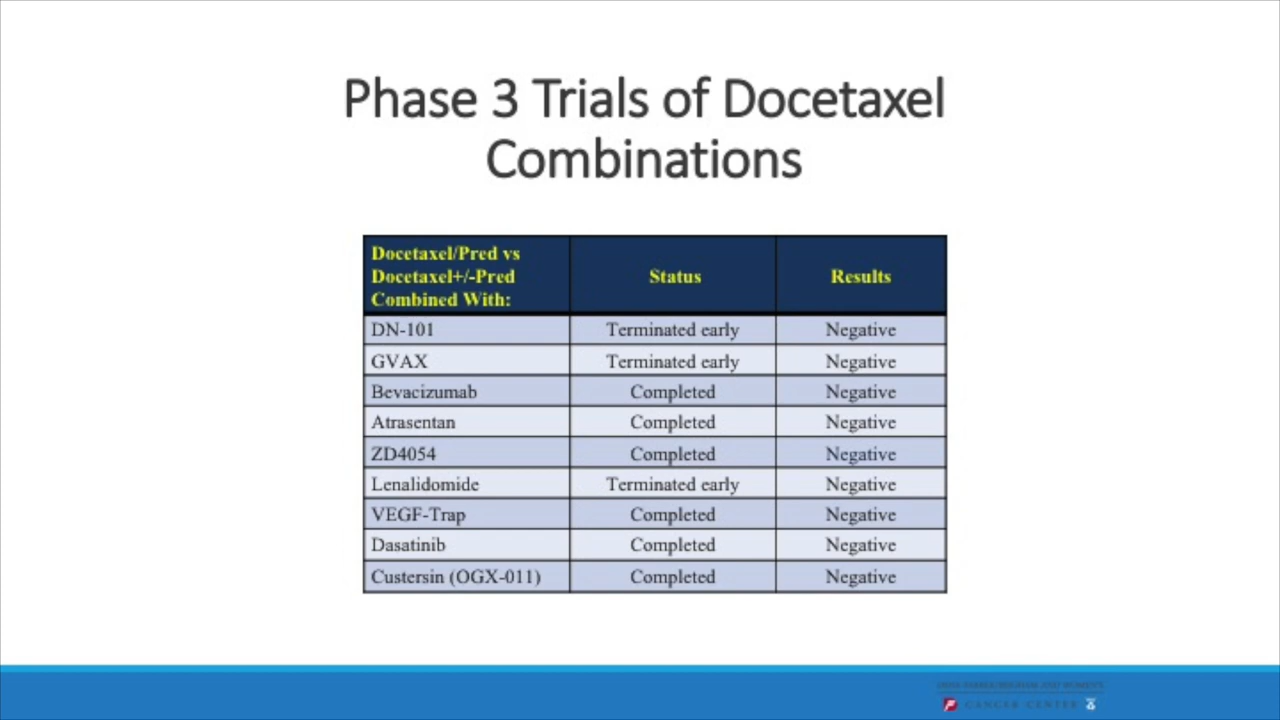 Phase 3 Trials of Docetaxel
Combinations
Docetaxel/Pred vs
Docetaxel+/-Pred
Combined With:
Status
Results
DN-101 Terminated early Negative
GVAX Terminated early Negative
Bevacizumab Completed Negative
Atrasentan Completed Negative
ZD4054 Completed Negative
Lenalidomide Terminated early Negative
VEGF-Trap Completed Negative
Dasatinib Completed Negative
Custersin (OGX-011) Completed Negative
CANCER CENTER